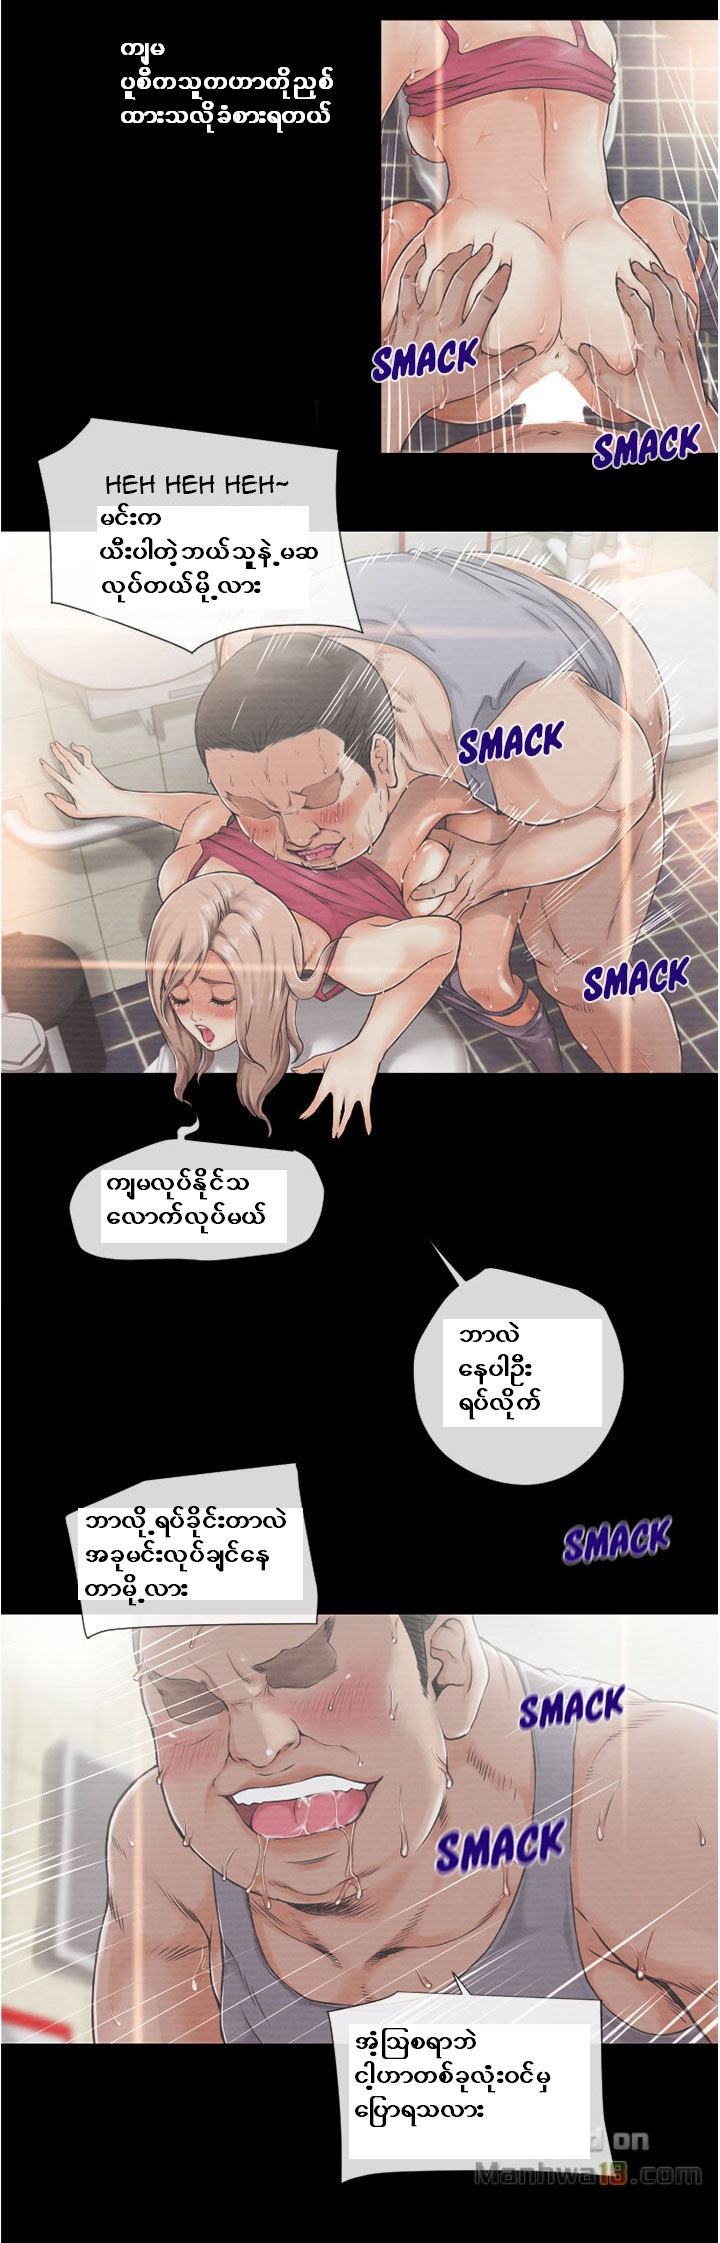 ကျမ
ပူစီကသူ့တဟာကိုညှစ်
ထားသလိုခံစားရတယ်
SMACK
SMACK
HEH HEH HEH~
မင်းက
ယီးပါတဲ့ဘယ်သူနဲ့မဆို
လုပ်တယ်မို့လား
SMACK
SMACK
ကျမလုပ်နိုင်သ
လောက်လုပ်မယ်
ဘာလဲ
နေပါဦး
ရပ်လိုက်
ဘာလို့ရပ်ခိုင်းတာလဲ
အခုမင်းလုပ်ချင်နေ
တာမို့လား
SMACK
SMACK
SMACK
အံ့ဩစရာဘဲ
ငါ့ဟာတစ်ခုလုံးဝင်မှ
ပြောရသလား
d on
Manhwa18.com